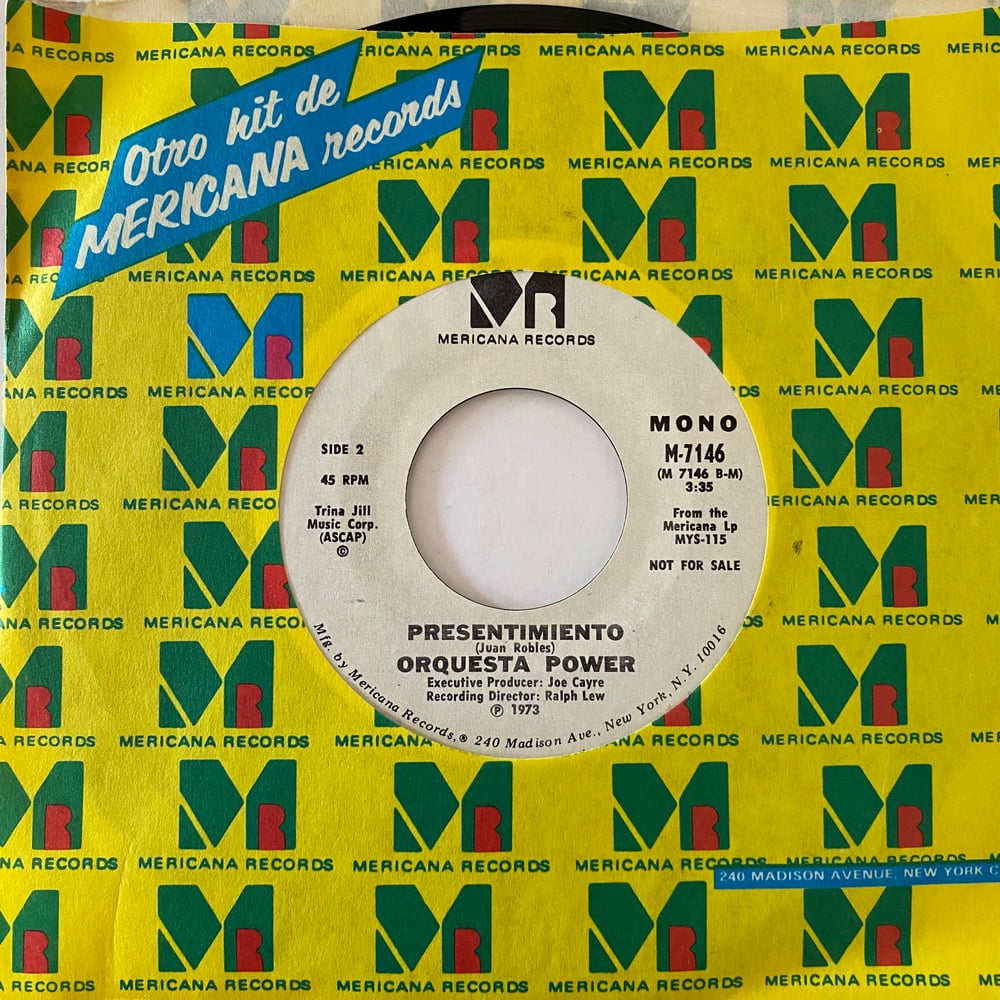 Otro hit de
MERICANA records
MERICANA RECORDS
SIDE 2
45 RPM
Trina Jill
Music Corp.
(ASCAP)
©
MONO
M-7146
(M 7146 B-M)
3:35
From the
Mericana Lp
MYS-115
NOT FOR SALE
PRESENTIMIENTO
(Juan Robles)
ORQUESTA POWER
Executive Producer: Joe Cayre
Recording Director: Ralph Lew
℗ 1973
Mfg. by Mericana Records,® 240 Madison Ave., New York, N.Y. 10016
240 MADISON AVENUE, NEW YORK C